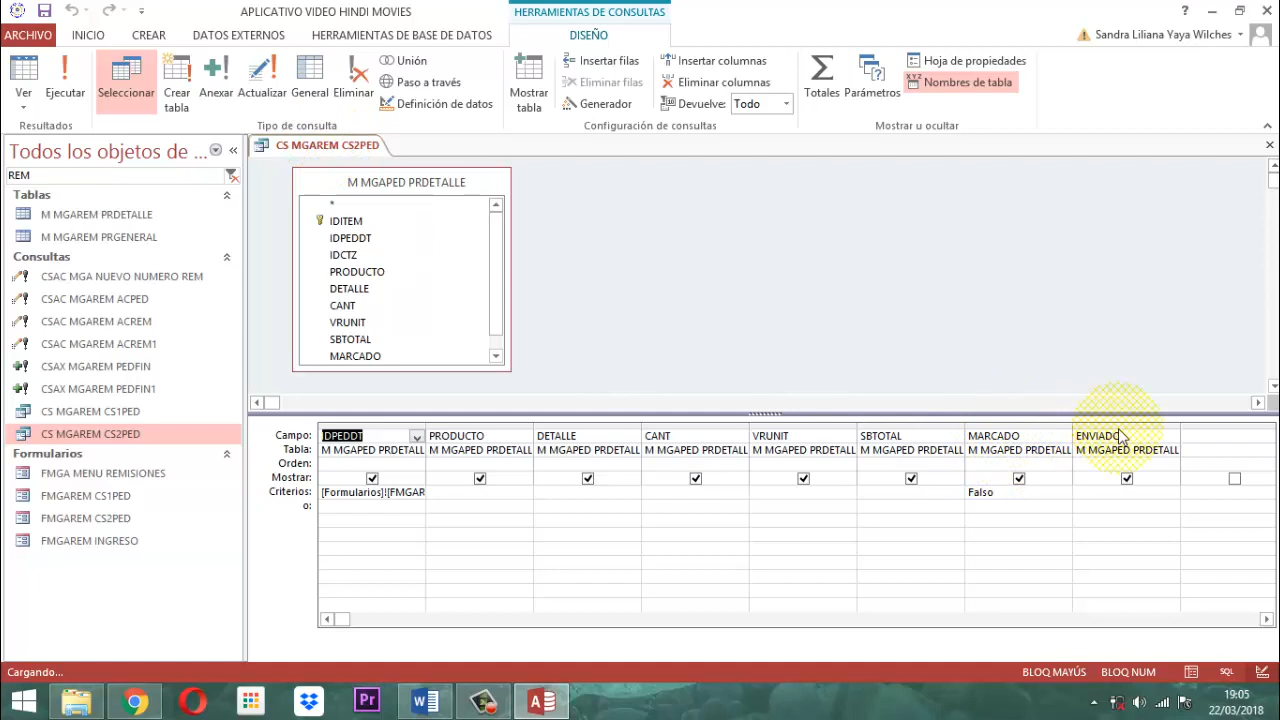 APLICATIVO VIDEO HINDI MOVIES
HERRAMIENTAS DE CONSULTAS
?
ARCHIVO INICIO CREAR DATOS EXTERNOS HERRAMIENTAS DE BASE DE DATOS DISEÑO Sandra Liliana Yaya Wilches
Ver
Ejecutar
Resultados
Seleccionar
Crear tabla
Anexar
Actualizar
General
Eliminar
Unión
Paso a través
Definición de datos
Tipo de consulta
Mostrar tabla
Insertar filas
Eliminar filas
Generador
Insertar columnas
Eliminar columnas
Devuelve: Todo
Configuración de consultas
Totales
Parámetros
Hoja de propiedades
Nombres de tabla
Mostrar u ocultar
Todos los objetos de ...
REM
Tablas
M MGAREM PRDETALLE
M MGAREM PRGENERAL
Consultas
CSAC MGA NUEVO NUMERO REM
CSAC MGAREM ACPED
CSAC MGAREM ACREM
CSAC MGAREM ACREM1
CSAX MGAREM PEDFIN
CSAX MGAREM PEDFIN1
CS MGAREM CS1PED
CS MGAREM CS2PED
Formularios
FMGA MENU REMISIONES
FMGAREM CS1PED
FMGAREM CS2PED
FMGAREM INGRESO
CS MGAREM CS2PED
M MGAPED PRDETALLE
*
IDITEM
IDPEDDT
IDCTZ
PRODUCTO
DETALLE
CANT
VRUNIT
SBTOTAL
MARCADO
Campo: IDPEDDT PRODUCTO DETALLE CANT VRUNIT SBTOTAL MARCADO ENVIADO
Tabla: M MGAPED PRDETALL M MGAPED PRDETALL M MGAPED PRDETALL M MGAPED PRDETALL M MGAPED PRDETALL M MGAPED PRDETALL M MGAPED PRDETALL M MGAPED PRDETALL
Orden:
Mostrar:
Criterios: [Formularios]![FMGAR Falso
o:
Cargando...
BLOQ MAYÚS BLOQ NUM SQL
Pr
19:05
22/03/2018